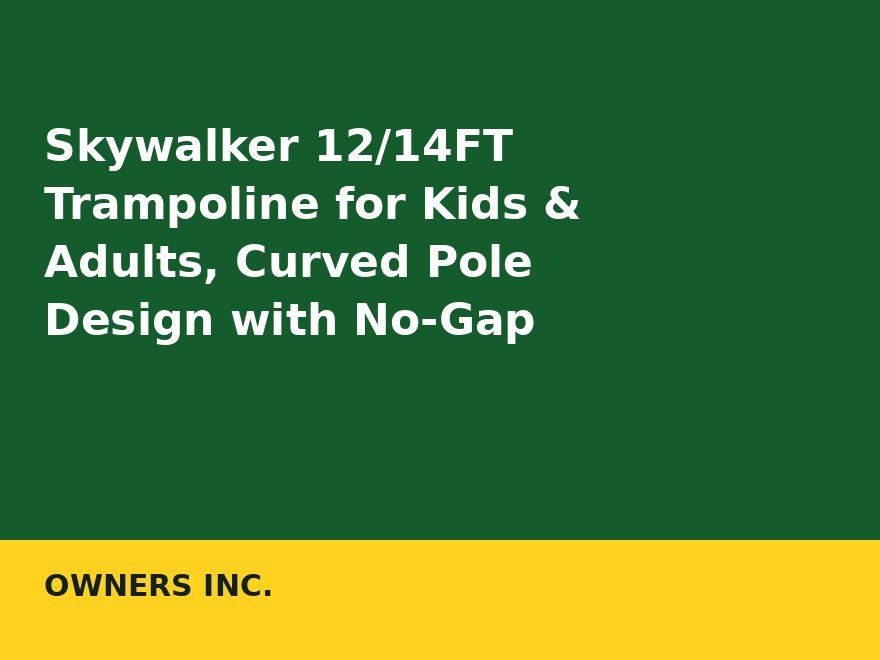 Skywalker 12/14FT
Trampoline for Kids &
Adults, Curved Pole
Design with No-Gap
OWNERS INC.